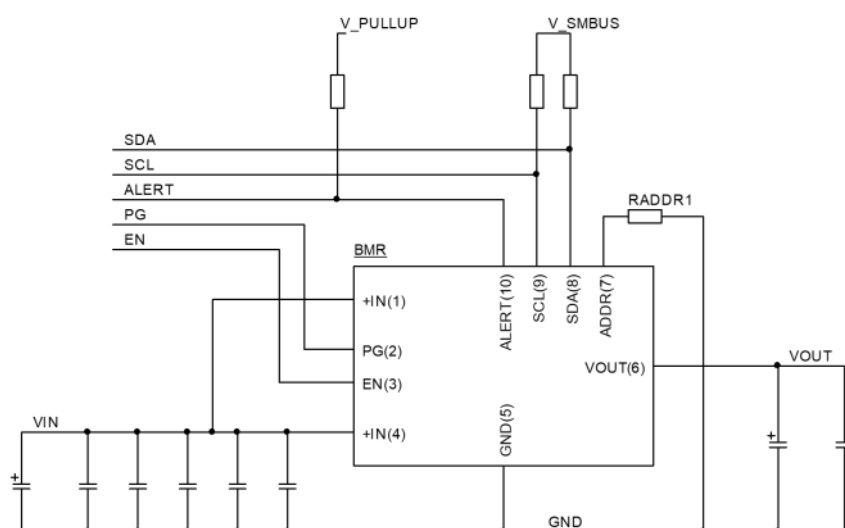 V_PULLUP
V_SMBUS
SDA
SCL
ALERT
PG
EN
RADDR1
BMR
ALERT(10)
SCL(9)
SDA(8)
ADDR(7)
+IN(1)
PG(2)
EN(3)
+IN(4)
VOUT(6)
GND(5)
VOUT
VIN
+
+
GND